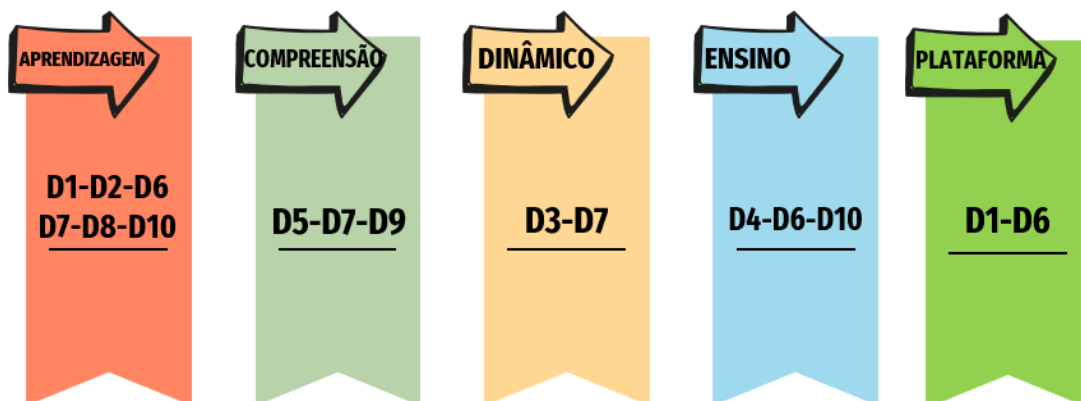 APRENDIZAGEM
D1-D2-D6
D7-D8-D10
COMPREENSÃO
D5-D7-D9
DINÂMICO
D3-D7
ENSINO
D4-D6-D10
PLATAFORMA
D1-D6